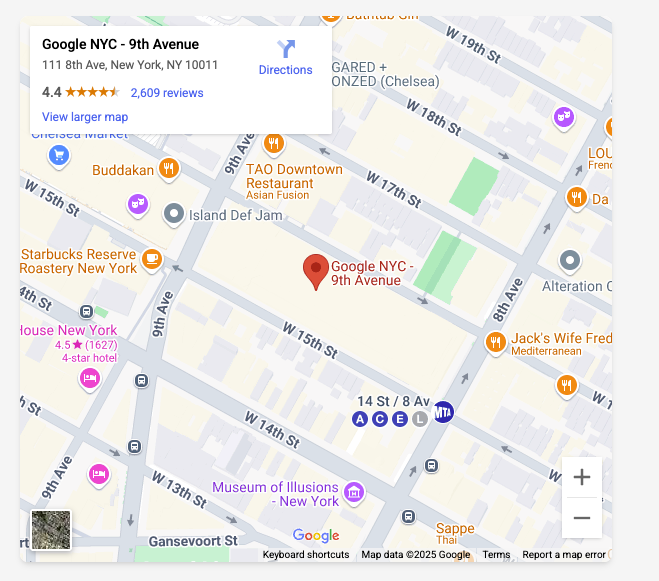 Bathtub Gin
Google NYC - 9th Avenue
111 8th Ave, New York, NY 10011
4.4
2,609 reviews
View larger map
Directions
GARED +
ONZED (Chelsea)
W 19th St
W 18th St
Chelsea Market
9th Ave
Buddakan
TAO Downtown
Restaurant
Asian Fusion
W 17th St
LOU
Frenc
Da
W 15th St
Island Def Jam
Starbucks Reserve
Roastery New York
Google NYC -
9th Avenue
Alteration C
8th Ave
4th St
9th Ave
House New York
4.5★ (1627)
4-star hotel
W 15th St
Jack's Wife Fred
Mediterranean
14 St / 8 Av
A C E L
MTA
W 1
h St
W 14th St
9th Ave
W 13th St
Museum of Illusions
- New York
Sappe
Thai
rt
Gansevoort St
Google
+
−
Keyboard shortcuts
Map data ©2025 Google
Terms
Report a map error